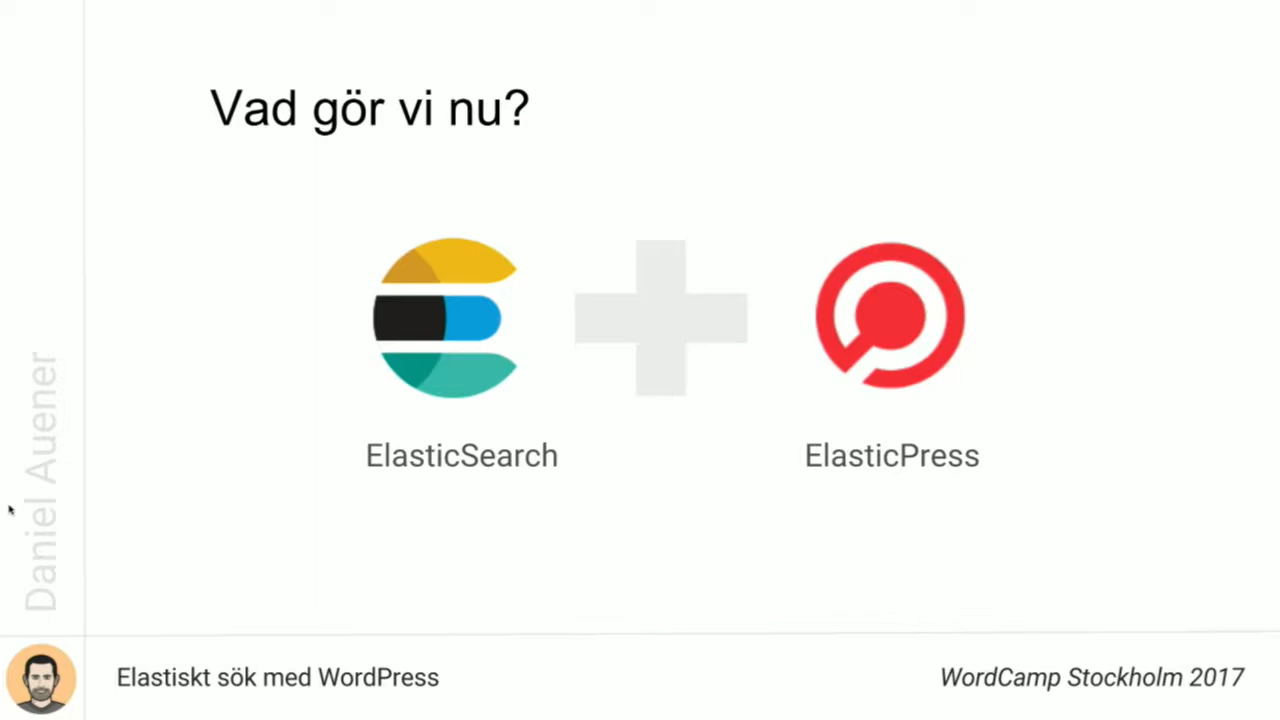 Vad gör vi nu?
ElasticSearch
ElasticPress
Daniel Auener
Elastiskt sök med WordPress
WordCamp Stockholm 2017